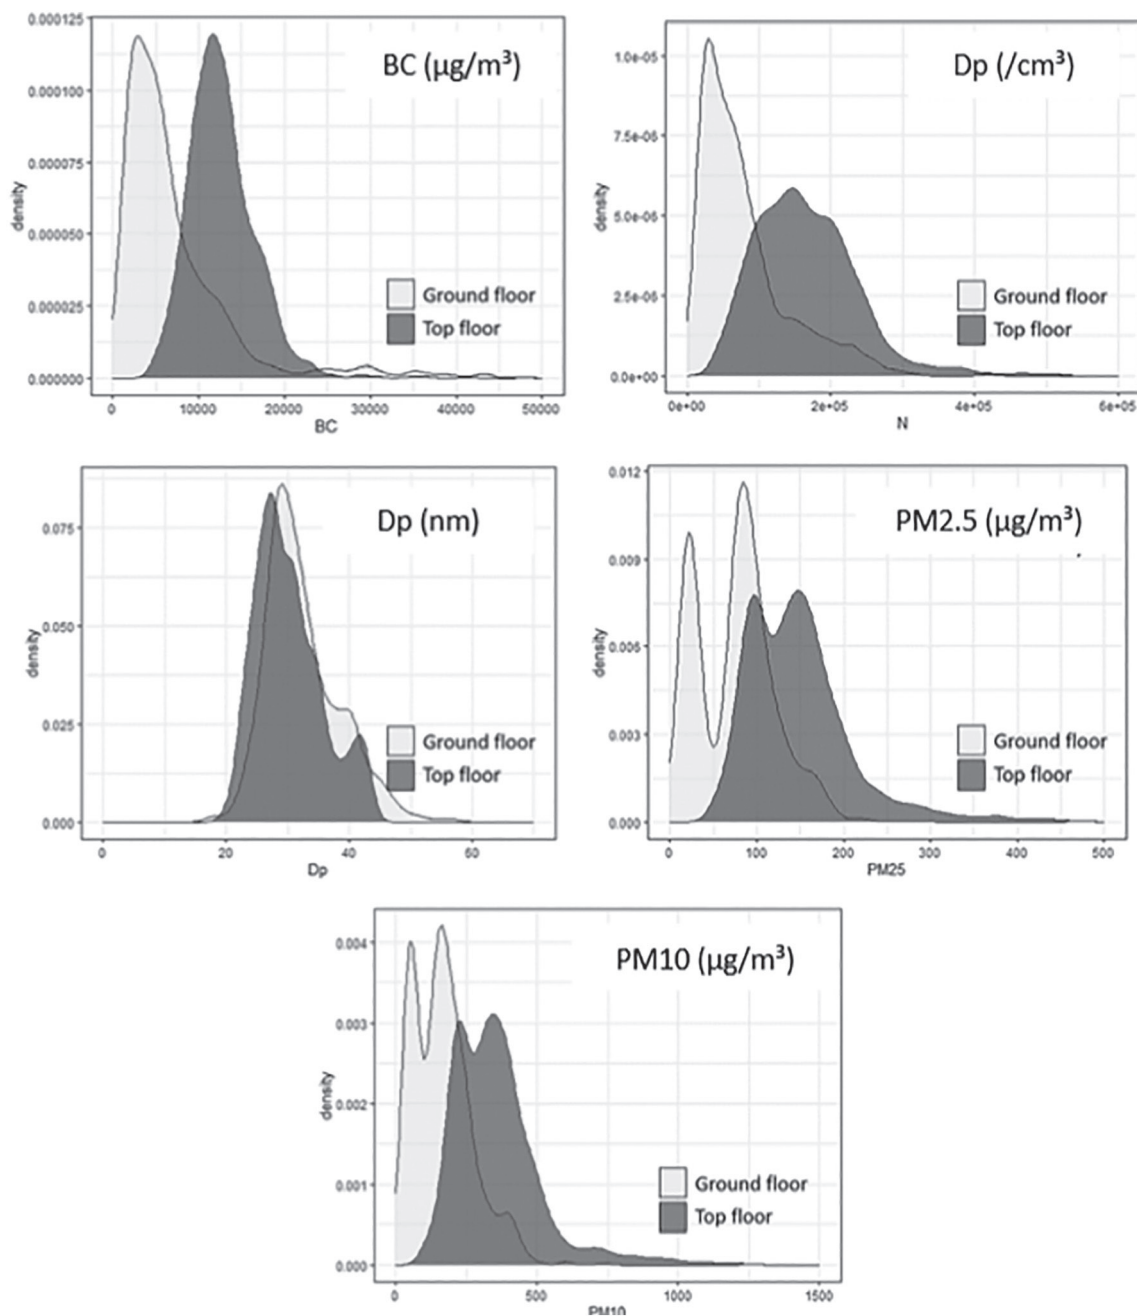 BC (µg/m³)
0.000125
0.000100
0.000075
0.000050
0.000025
0.000000
density
Ground floor
Top floor
0 10000 20000 30000 40000 50000
BC
Dp (/cm³)
1.0e-05
7.5e-06
5.0e-06
2.5e-06
0.0e+00
density
Ground floor
Top floor
0e+00 2e+05 4e+05 6e+05
N
Dp (nm)
0.075
0.050
0.025
0.000
density
Ground floor
Top floor
0 20 40 60
Dp
PM2.5 (µg/m³)
0.012
0.009
0.006
0.003
0.000
density
Ground floor
Top floor
0 100 200 300 400 500
PM25
PM10 (µg/m³)
0.004
0.003
0.002
0.001
0.000
density
Ground floor
Top floor
0 500 1000 1500
PM10